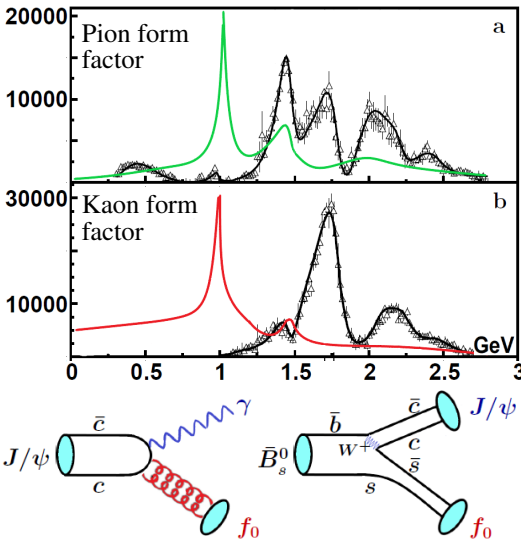 20000
Pion form
factor
a
10000
Kaon form
factor
b
30000
10000
GeV
0 0.5 1 1.5 2 2.5 3
c̄
γ
J/ψ
c
f₀
b̄
c̄
J/ψ
W⁺
c
B̄⁰ₛ
s̄
s
f₀